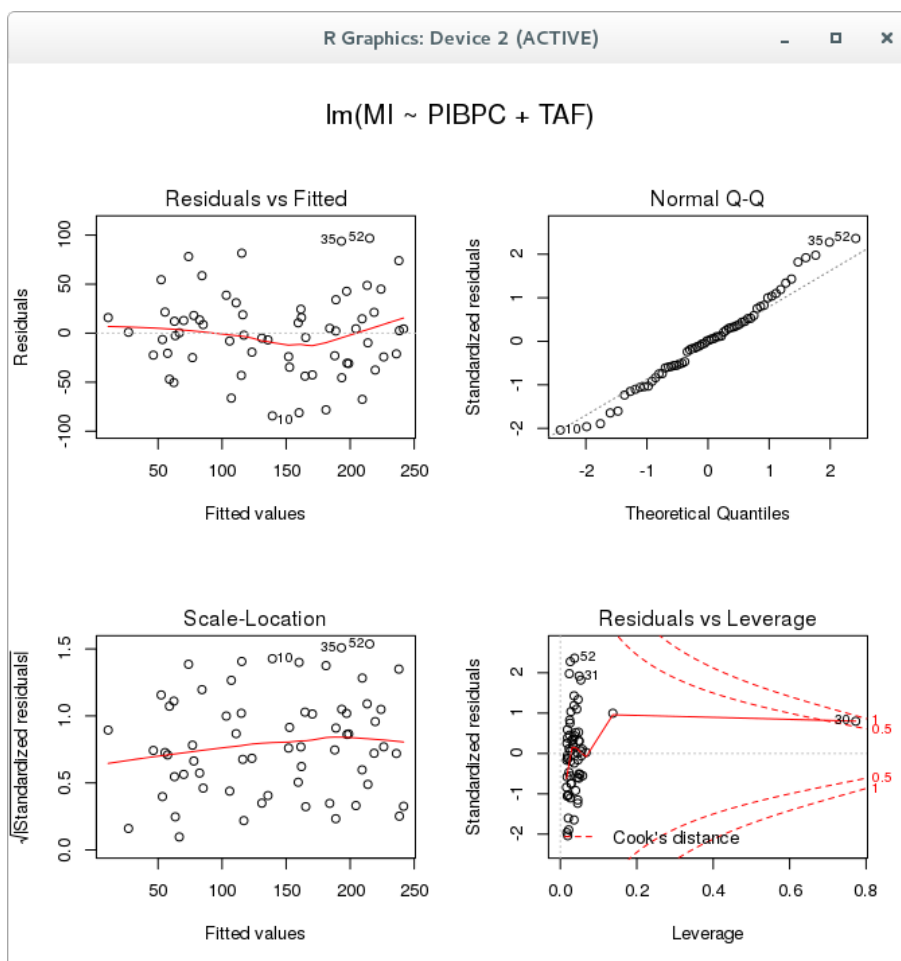 R Graphics: Device 2 (ACTIVE)
lm(MI ~ PIBPC + TAF)
Residuals vs Fitted
Residuals
100
50
0
-50
-100
35
52
10
50 100 150 200 250
Fitted values
Normal Q-Q
Standardized residuals
2
1
0
-1
-2
35
52
10
-2 -1 0 1 2
Theoretical Quantiles
Scale-Location
√|Standardized residuals|
1.5
1.0
0.5
0.0
35
52
10
50 100 150 200 250
Fitted values
Residuals vs Leverage
Standardized residuals
2
1
0
-1
-2
52
31
30
1
0.5
0.5
1
Cook's distance
0.0 0.2 0.4 0.6 0.8
Leverage